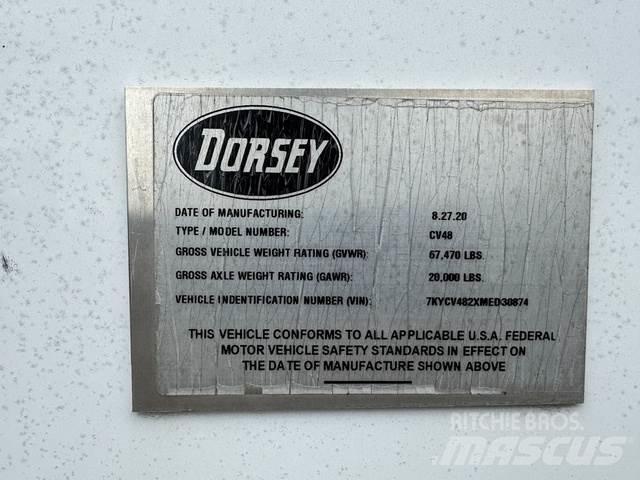 DORSEY
DATE OF MANUFACTURING: 8.27.20
TYPE / MODEL NUMBER: CV48
GROSS VEHICLE WEIGHT RATING (GVWR): 67,470 LBS.
GROSS AXLE WEIGHT RATING (GAWR): 20,000 LBS.
VEHICLE INDENTIFICATION NUMBER (VIN): 7KYCV482XMED30874
THIS VEHICLE CONFORMS TO ALL APPLICABLE U.S.A. FEDERAL
MOTOR VEHICLE SAFETY STANDARDS IN EFFECT ON
THE DATE OF MANUFACTURE SHOWN ABOVE
RITCHIE BROS.
MASCUS